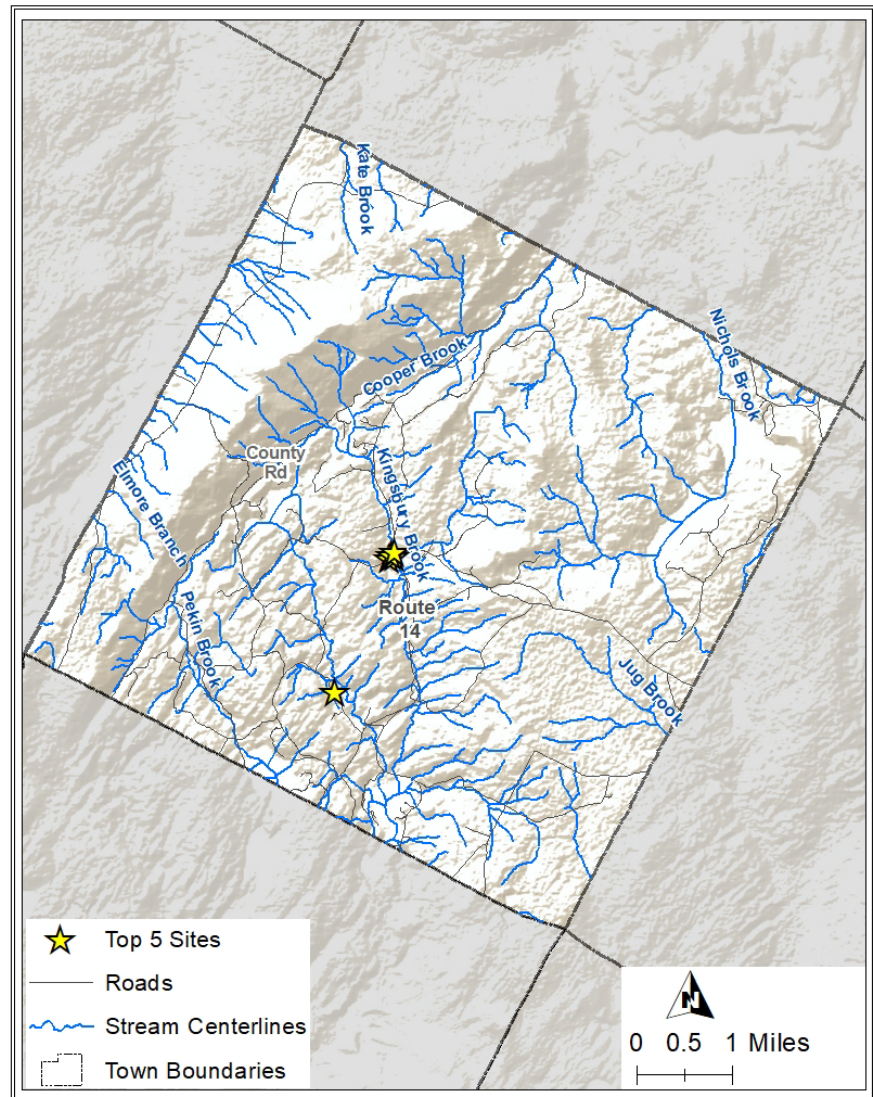 Kate Brook
Nichols Brook
Cooper Brook
County
Rd
Kingsbury Brook
Elmore Branch
Route
14
Pekin Brook
Jug Brook
Top 5 Sites
Roads
Stream Centerlines
Town Boundaries
N
0 0.5 1 Miles